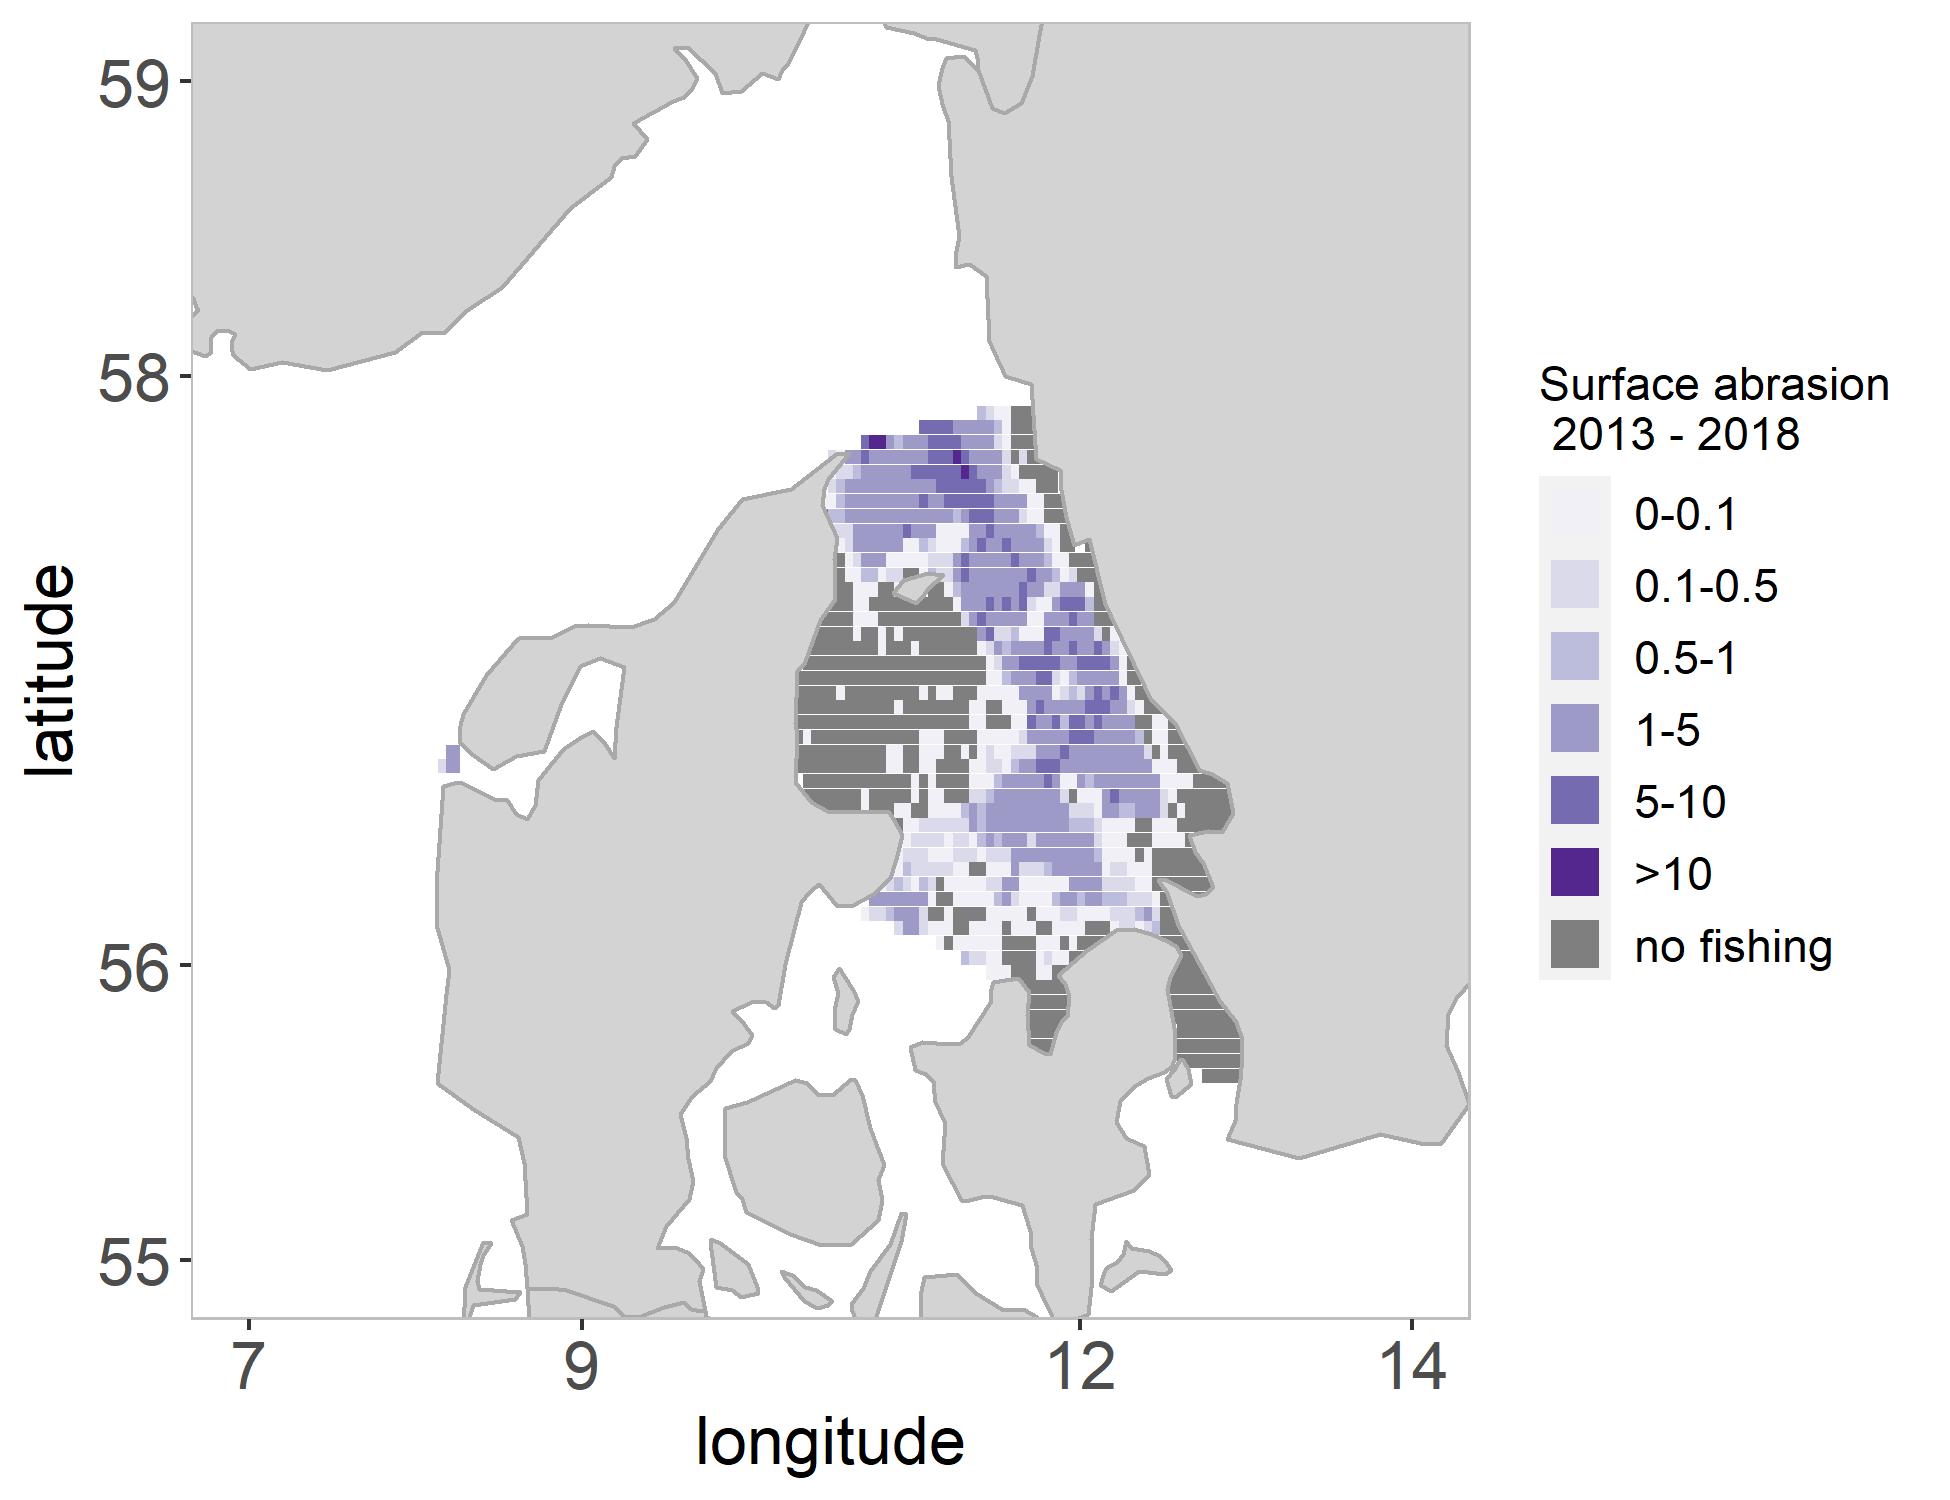 59
58
56
55
latitude
7
9
12
14
longitude
Surface abrasion
2013 - 2018
0-0.1
0.1-0.5
0.5-1
1-5
5-10
>10
no fishing